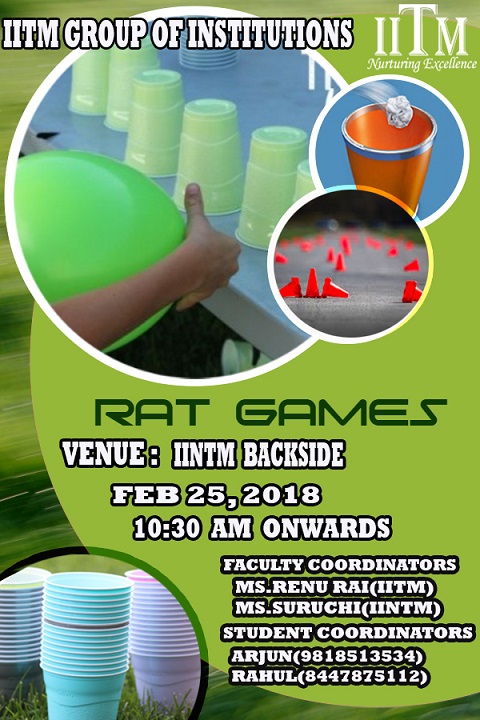 IITM GROUP OF INSTITUTIONS
IITM
Nurturing Excellence
RAT GAMES
VENUE : IINTM BACKSIDE
FEB 25, 2018
10:30 AM ONWARDS
FACULTY COORDINATORS
MS.RENU RAI(IITM)
MS.SURUCHI(IINTM)
STUDENT COORDINATORS
ARJUN(9818513534)
RAHUL(8447875112)